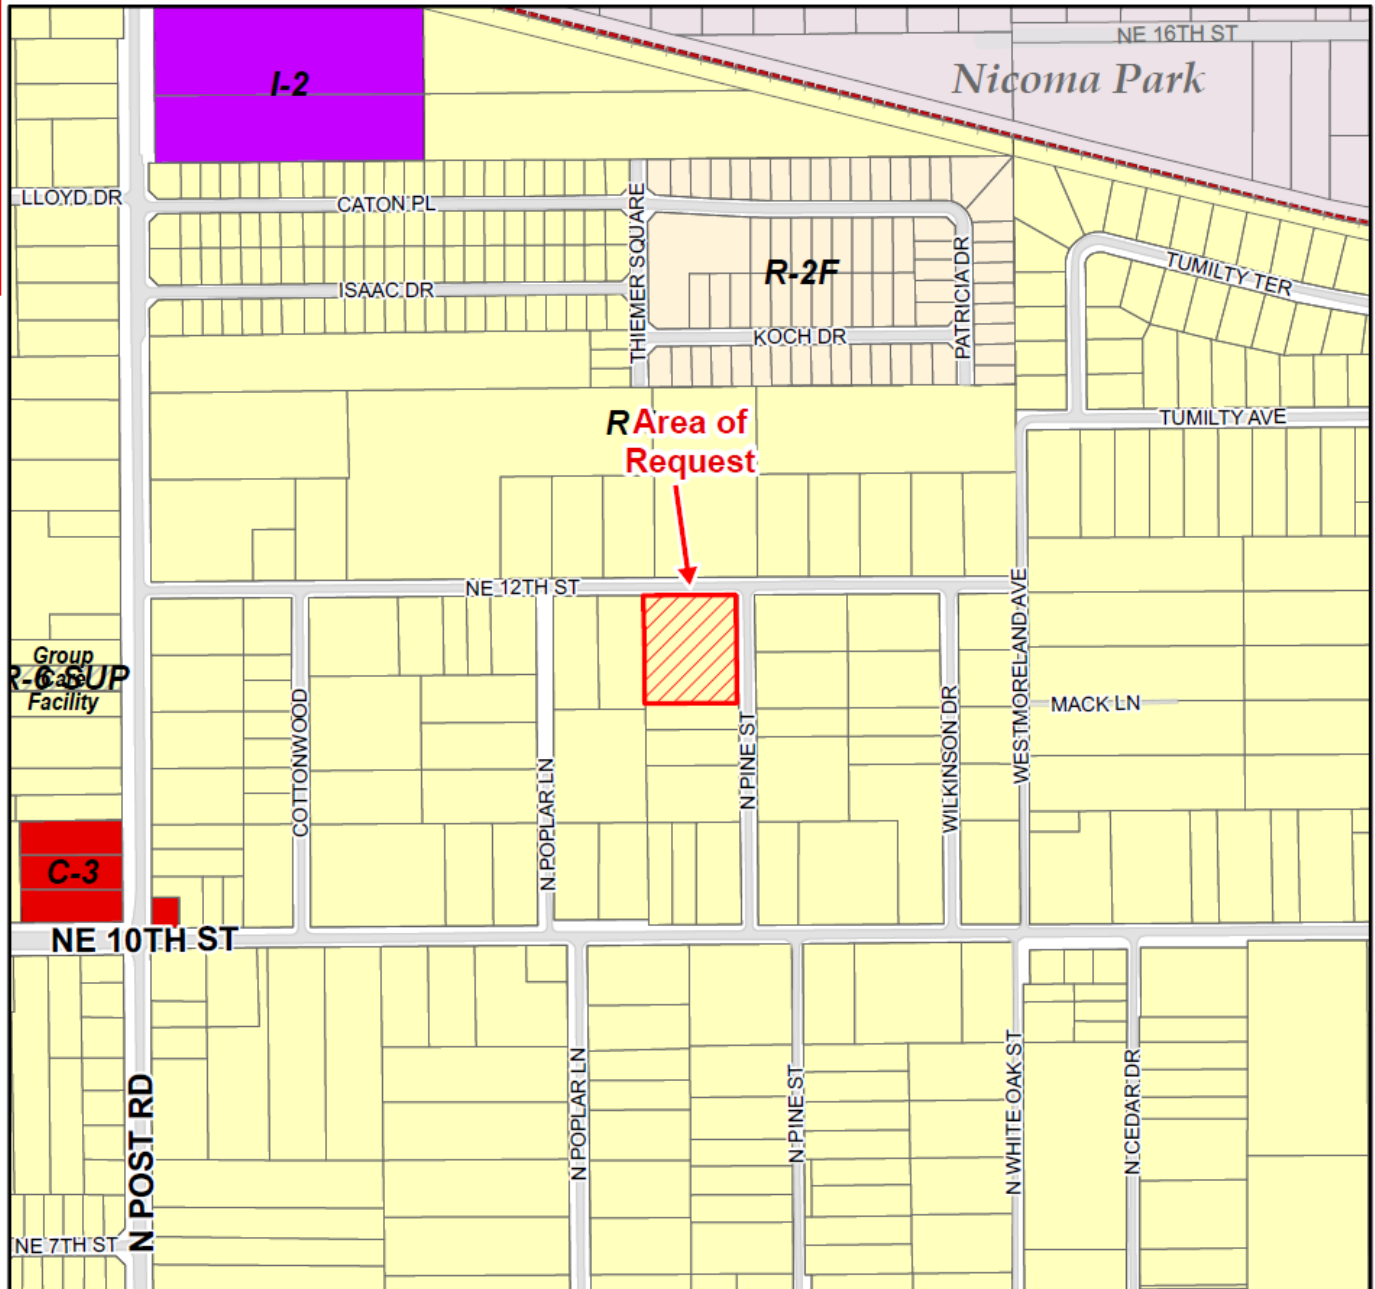 NE 16TH ST
Nicoma Park
I-2
LLOYD DR
CATON PL
THIEMER SQUARE
R-2F
PATRICIA DR
TUMILTY TER
ISAAC DR
KOCH DR
TUMILTY AVE
R
Area of
Request
NE 12TH ST
WESTMORELAND AVE
Group
Care
Facility
R-6 SUP
COTTONWOOD
N POPLAR LN
N PINE ST
WILKINSON DR
MACK LN
C-3
NE 10TH ST
N POST RD
N POPLAR LN
N PINE ST
N WHITE OAK ST
N CEDAR DR
NE 7TH ST